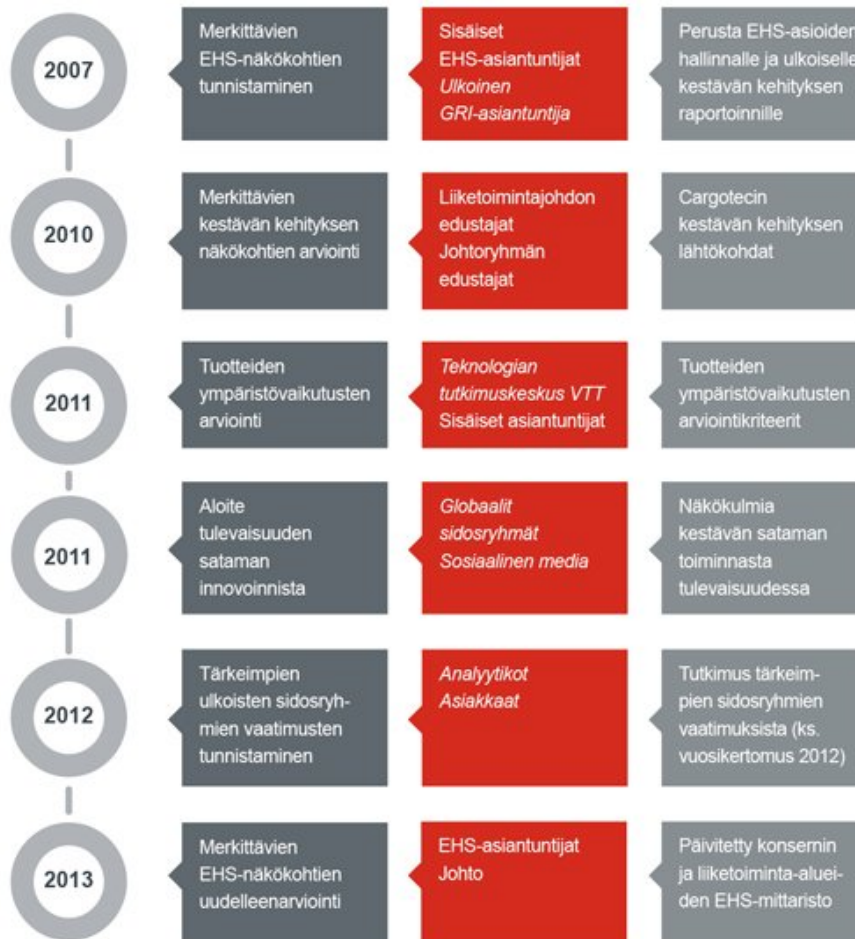 2007
Merkittävien
EHS-näkökohtien
tunnistaminen
Sisäiset
EHS-asiantuntijat
Ulkoinen
GRI-asiantuntija
Perusta EHS-asioiden
hallinnalle ja ulkoiselle
kestävän kehityksen
raportoinnille
2010
Merkittävien
kestävän kehityksen
näkökohtien arviointi
Liiketoimintajohdon
edustajat
Johtoryhmän
edustajat
Cargotecin
kestävän kehityksen
lähtökohdat
2011
Tuotteiden
ympäristövaikutusten
arviointi
Teknologian
tutkimuskeskus VTT
Sisäiset asiantuntijat
Tuotteiden
ympäristövaikutusten
arviointikriteerit
2011
Aloite
tulevaisuuden
sataman
innovoinnista
Globaalit
sidosryhmät
Sosiaalinen media
Näkökulmia
kestävän sataman
toiminnasta
tulevaisuudessa
2012
Tärkeimpien
ulkoisten sidosryh-
mien vaatimusten
tunnistaminen
Analyytikot
Asiakkaat
Tutkimus tärkeim-
pien sidosryhmien
vaatimuksista (ks.
vuosikertomus 2012)
2013
Merkittävien
EHS-näkökohtien
uudelleenarviointi
EHS-asiantuntijat
Johto
Päivitetty konsernin
ja liiketoiminta-aluei-
den EHS-mittaristo